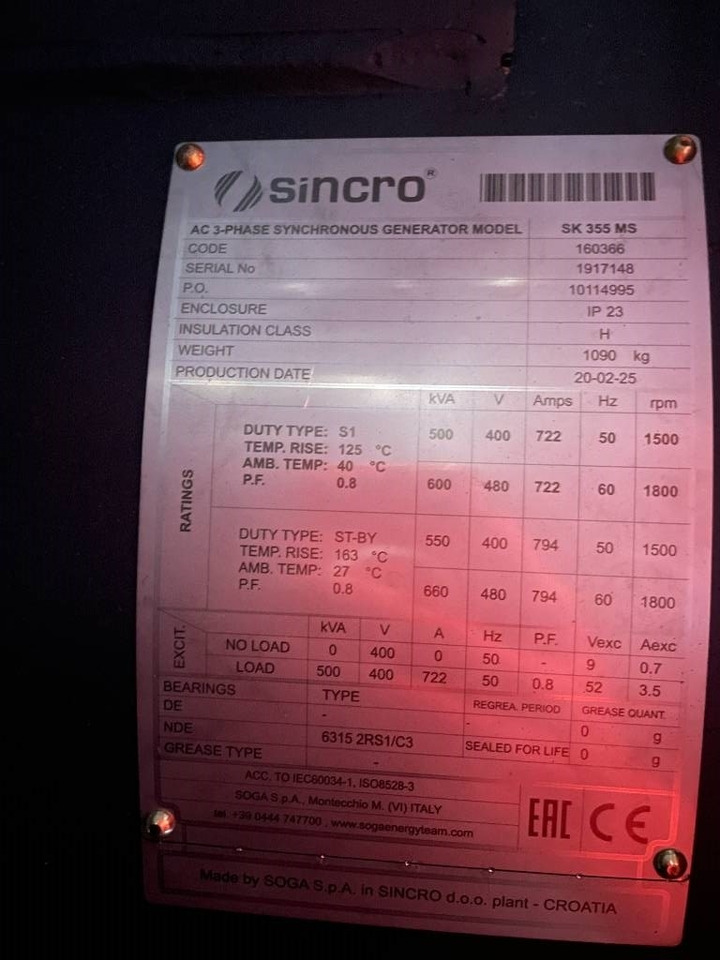 sincro®
AC 3-PHASE SYNCHRONOUS GENERATOR MODEL SK 355 MS
CODE 160366
SERIAL No 1917148
P.O. 10114995
ENCLOSURE IP 23
INSULATION CLASS H
WEIGHT 1090 kg
PRODUCTION DATE 20-02-25
RATINGS
kVA V Amps Hz rpm
DUTY TYPE: S1
TEMP. RISE: 125 °C
AMB. TEMP: 40 °C
P.F. 0.8
500 400 722 50 1500
600 480 722 60 1800
DUTY TYPE: ST-BY
TEMP. RISE: 163 °C
AMB. TEMP: 27 °C
P.F. 0.8
550 400 794 50 1500
660 480 794 60 1800
EXCIT.
kVA V A Hz P.F. Vexc Aexc
NO LOAD 0 400 0 50 - 9 0.7
LOAD 500 400 722 50 0.8 52 3.5
BEARINGS TYPE REGREA. PERIOD GREASE QUANT.
DE - - 0 g
NDE 6315 2RS1/C3 SEALED FOR LIFE 0 g
GREASE TYPE -
ACC. TO IEC60034-1, ISO8528-3
SOGA S.p.A., Montecchio M. (VI) ITALY
tel. +39 0444 747700 , www.sogaenergyteam.com
EAC CE
Made by SOGA S.p.A. in SINCRO d.o.o. plant - CROATIA